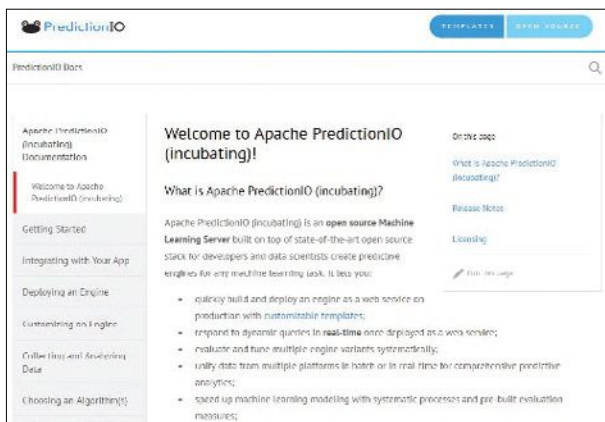 PredictionIO
TEMPLATES
OPEN SOURCE
PredictionIO Docs
Apache PredictionIO
(incubating)
Documentation
Welcome to Apache
PredictionIO (incubating)
Getting Started
Integrating with Your App
Deploying an Engine
Customizing an Engine
Collecting and Analyzing
Data
Choosing an Algorithm(s)
Welcome to Apache PredictionIO
(incubating)!
What is Apache PredictionIO (incubating)?
Apache PredictionIO (incubating) is an open source Machine
Learning Server built on top of state-of-the-art open source
stack for developers and data scientists create predictive
engines for any machine learning task. It lets you:
• quickly build and deploy an engine as a web service on
production with customizable templates;
• respond to dynamic queries in real-time once deployed as a web service;
• evaluate and tune multiple engine variants systematically;
• unify data from multiple platforms in batch or in real-time for comprehensive predictive
analytics;
• speed up machine learning modeling with systematic processes and pre-built evaluation
measures;
On this page
What is Apache PredictionIO
(incubating)?
Release Notes
Licensing
Edit this page